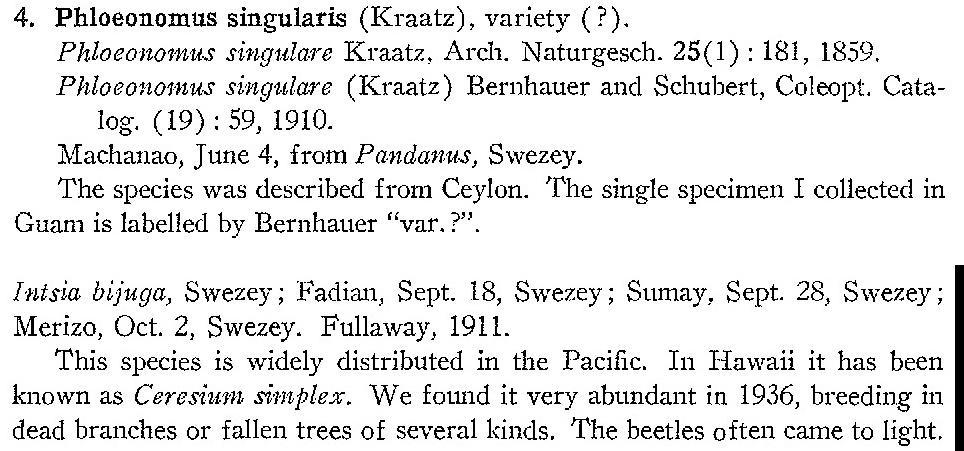 4. Phloeonomus singularis (Kraatz), variety (?).
Phloeonomus singulare Kraatz, Arch. Naturgesch. 25(1) : 181, 1859.
Phloeonomus singulare (Kraatz) Bernhauer and Schubert, Coleopt. Cata-
log. (19) : 59, 1910.
Machanao, June 4, from Pandanus, Swezey.
The species was described from Ceylon. The single specimen I collected in
Guam is labelled by Bernhauer “var.?”.
Intsia bijuga, Swezey; Fadian, Sept. 18, Swezey; Sumay, Sept. 28, Swezey;
Merizo, Oct. 2, Swezey. Fullaway, 1911.
This species is widely distributed in the Pacific. In Hawaii it has been
known as Ceresium simplex. We found it very abundant in 1936, breeding in
dead branches or fallen trees of several kinds. The beetles often came to light.